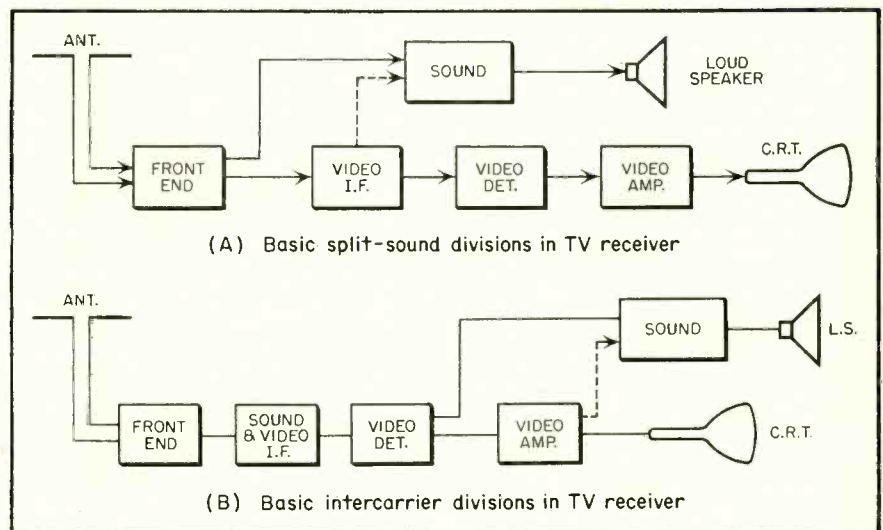 ANT.
SOUND
LOUD
SPEAKER
FRONT
END
VIDEO
I.F.
VIDEO
DET.
VIDEO
AMP.
C.R.T.
(A) Basic split-sound divisions in TV receiver
ANT.
SOUND
L.S.
FRONT
END
SOUND
& VIDEO
I.F.
VIDEO
DET.
VIDEO
AMP.
C.R.T.
(B) Basic intercarrier divisions in TV receiver